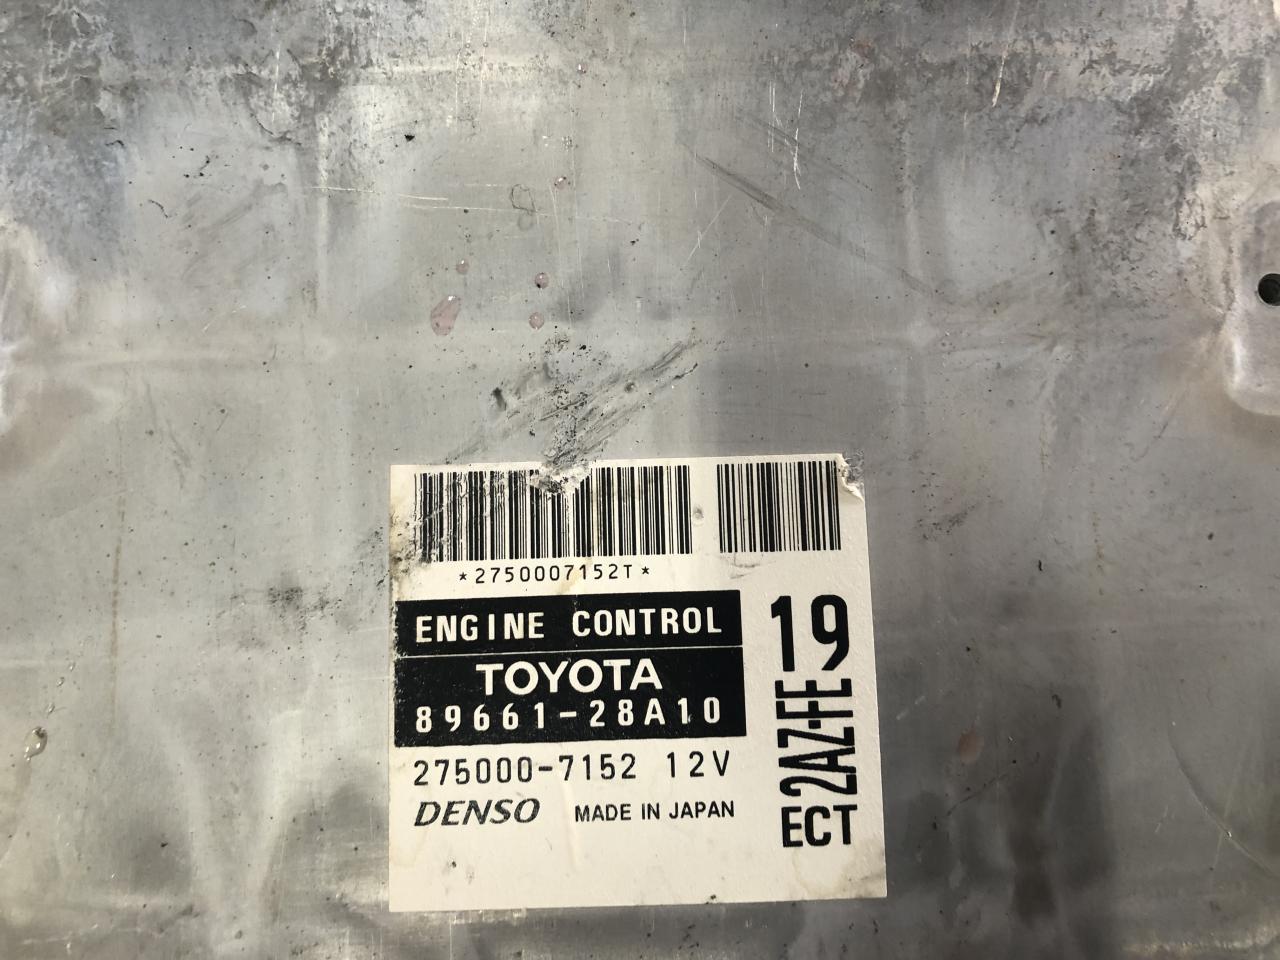 *2750007152T*
ENGINE CONTROL
TOYOTA
89661-28A10
275000-7152 12V
DENSO MADE IN JAPAN
19
2AZ-FE
ECT